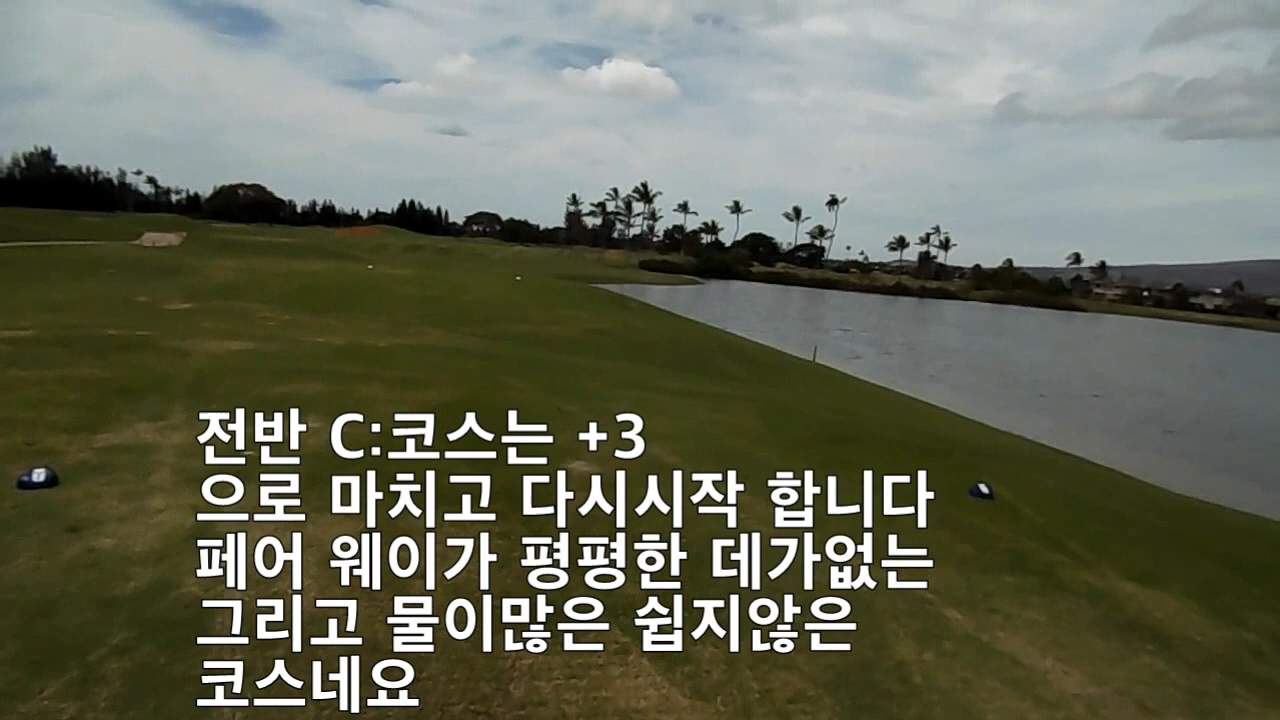 전반 C:코스는 +3
으로 마치고 다시시작 합니다
페어 웨이가 평평한 데가없는
그리고 물이많은 쉽지않은
코스네요